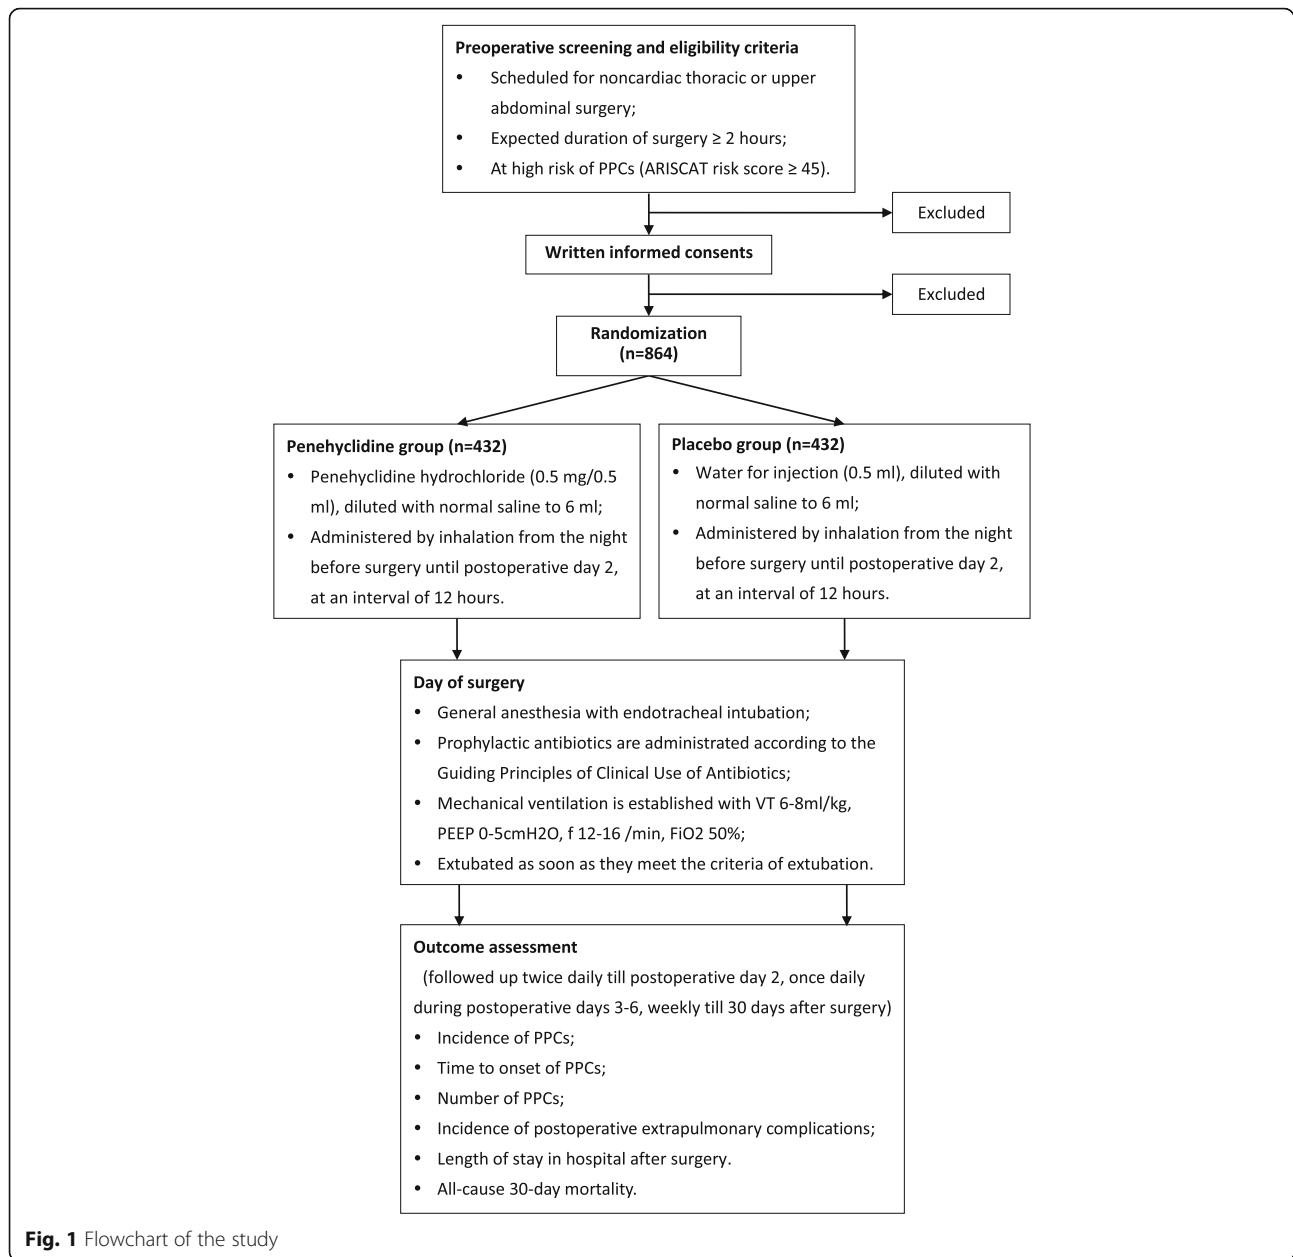 Preoperative screening and eligibility criteria
• Scheduled for noncardiac thoracic or upper
abdominal surgery;
• Expected duration of surgery ≥ 2 hours;
• At high risk of PPCs (ARISCAT risk score ≥ 45).
Excluded
Written informed consents
Excluded
Randomization
(n=864)
Penehyclidine group (n=432)
• Penehyclidine hydrochloride (0.5 mg/0.5
ml), diluted with normal saline to 6 ml;
• Administered by inhalation from the night
before surgery until postoperative day 2,
at an interval of 12 hours.
Placebo group (n=432)
• Water for injection (0.5 ml), diluted with
normal saline to 6 ml;
• Administered by inhalation from the night
before surgery until postoperative day 2,
at an interval of 12 hours.
Day of surgery
• General anesthesia with endotracheal intubation;
• Prophylactic antibiotics are administrated according to the
Guiding Principles of Clinical Use of Antibiotics;
• Mechanical ventilation is established with VT 6-8ml/kg,
PEEP 0-5cmH2O, f 12-16 /min, FiO2 50%;
• Extubated as soon as they meet the criteria of extubation.
Outcome assessment
(followed up twice daily till postoperative day 2, once daily
during postoperative days 3-6, weekly till 30 days after surgery)
• Incidence of PPCs;
• Time to onset of PPCs;
• Number of PPCs;
• Incidence of postoperative extrapulmonary complications;
• Length of stay in hospital after surgery.
• All-cause 30-day mortality.
Fig. 1 Flowchart of the study